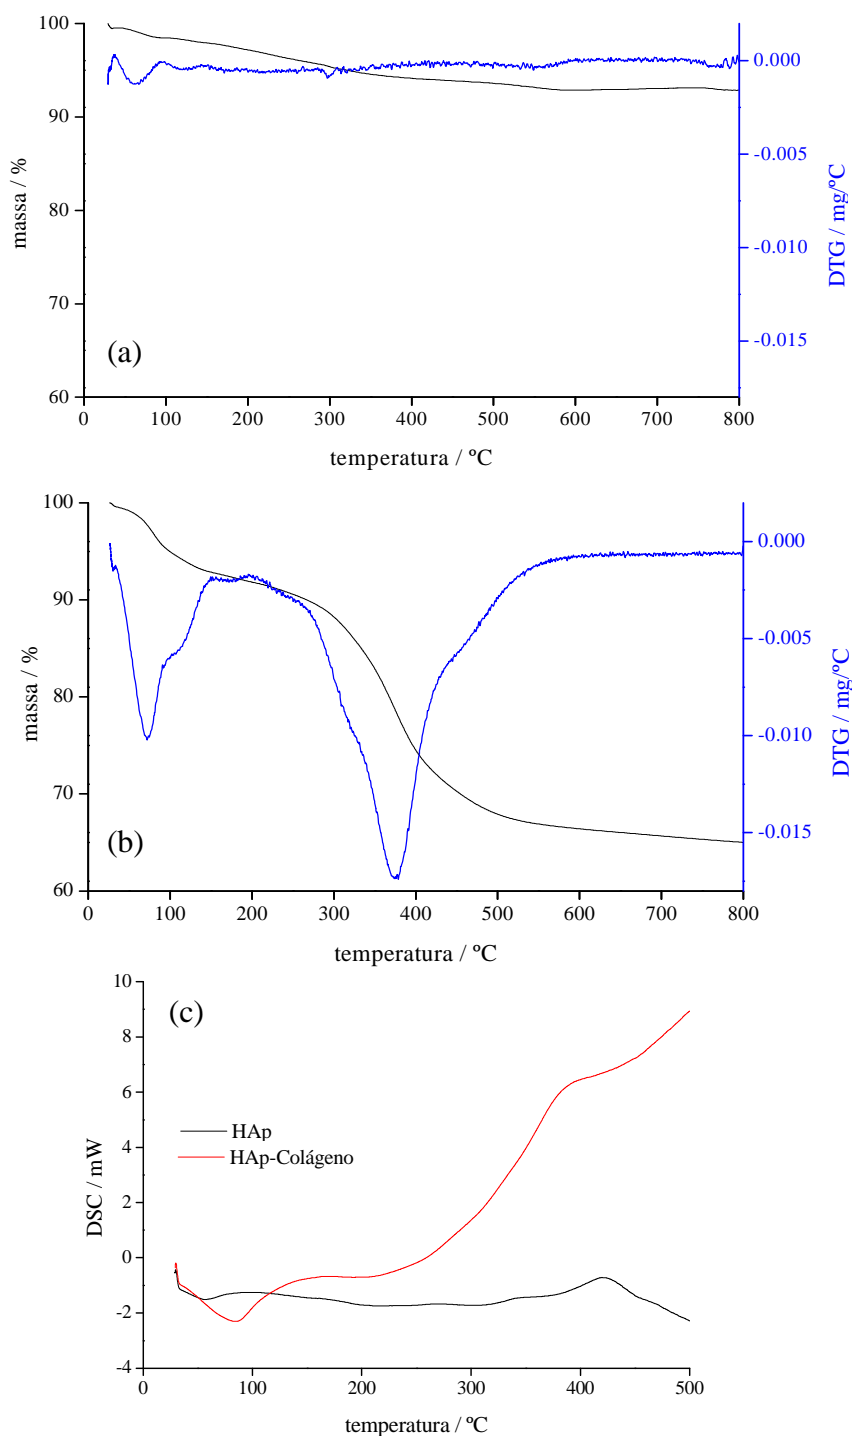 100
90
80
70
60
massa / %
0.000
-0.005
-0.010
-0.015
DTG / mg/ºC
(a)
0 100 200 300 400 500 600 700 800
temperatura / ºC
100
90
80
70
60
massa / %
0.000
-0.005
-0.010
-0.015
DTG / mg/ºC
(b)
0 100 200 300 400 500 600 700 800
temperatura / ºC
10
8
6
4
2
0
-2
-4
DSC / mW
(c)
HAp
HAp-Colágeno
0 100 200 300 400 500
temperatura / ºC